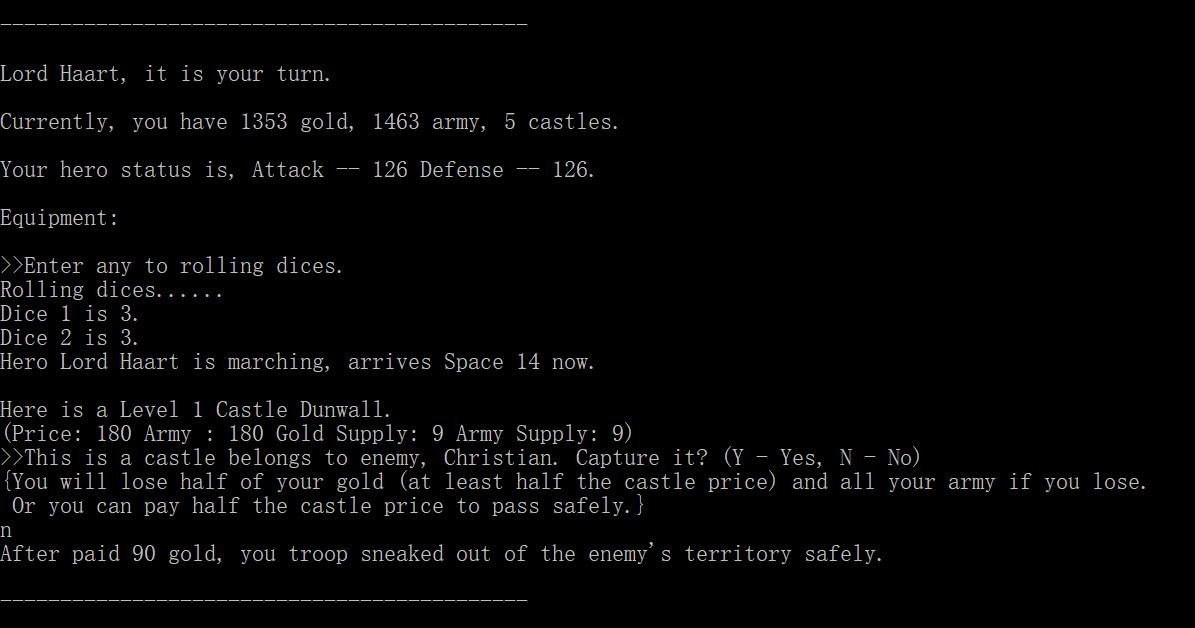 --------------------------------------------
Lord Haart, it is your turn.
Currently, you have 1353 gold, 1463 army, 5 castles.
Your hero status is, Attack -- 126 Defense -- 126.
Equipment:
>>Enter any to rolling dices.
Rolling dices......
Dice 1 is 3.
Dice 2 is 3.
Hero Lord Haart is marching, arrives Space 14 now.
Here is a Level 1 Castle Dunwall.
(Price: 180 Army : 180 Gold Supply: 9 Army Supply: 9)
>>This is a castle belongs to enemy, Christian. Capture it? (Y - Yes, N - No)
{You will lose half of your gold (at least half the castle price) and all your army if you lose.
 Or you can pay half the castle price to pass safely.}
n
After paid 90 gold, you troop sneaked out of the enemy's territory safely.
--------------------------------------------